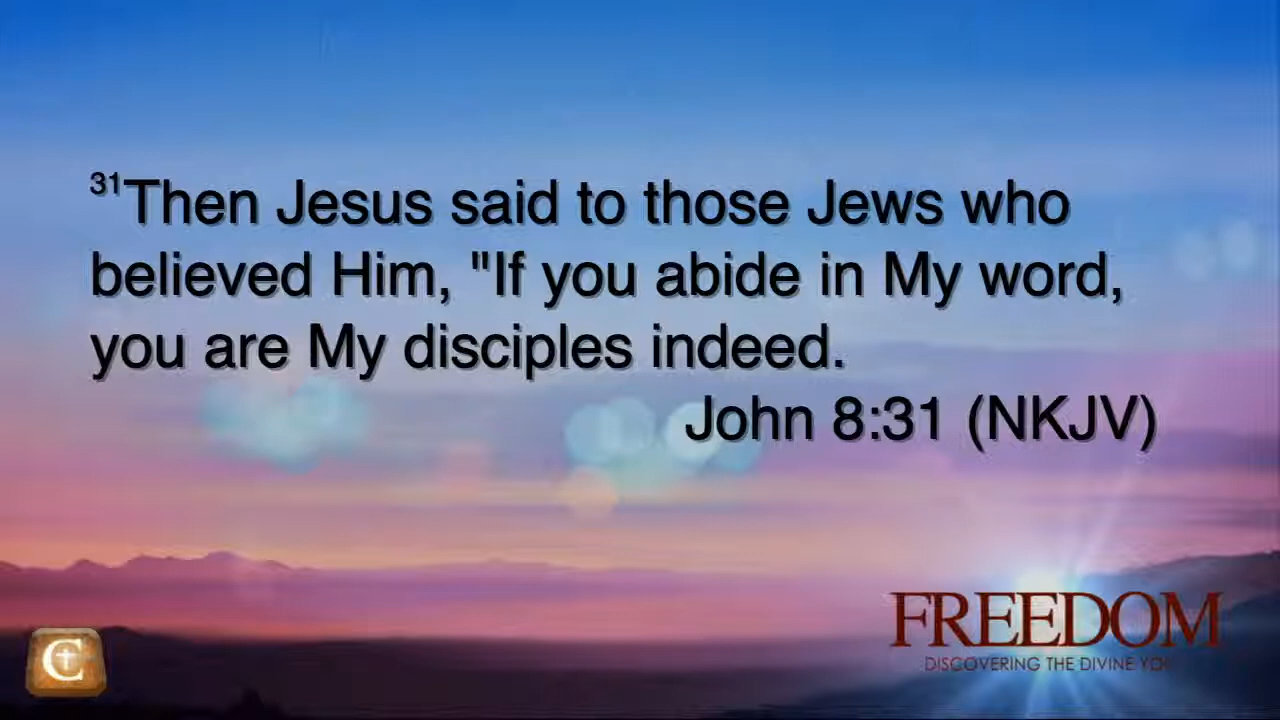 ³¹Then Jesus said to those Jews who
believed Him, "If you abide in My word,
you are My disciples indeed.
John 8:31 (NKJV)
FREEDOM
DISCOVERING THE DIVINE YOU
C